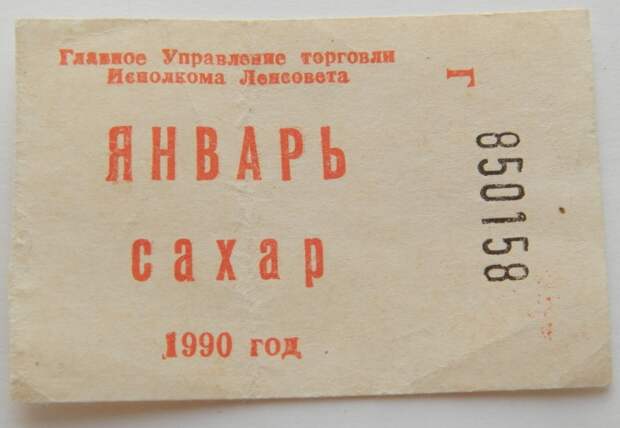 Главное Управление торговли
Исполкома Ленсовета
ЯНВАРЬ
сахар
1990 год
Г
850158